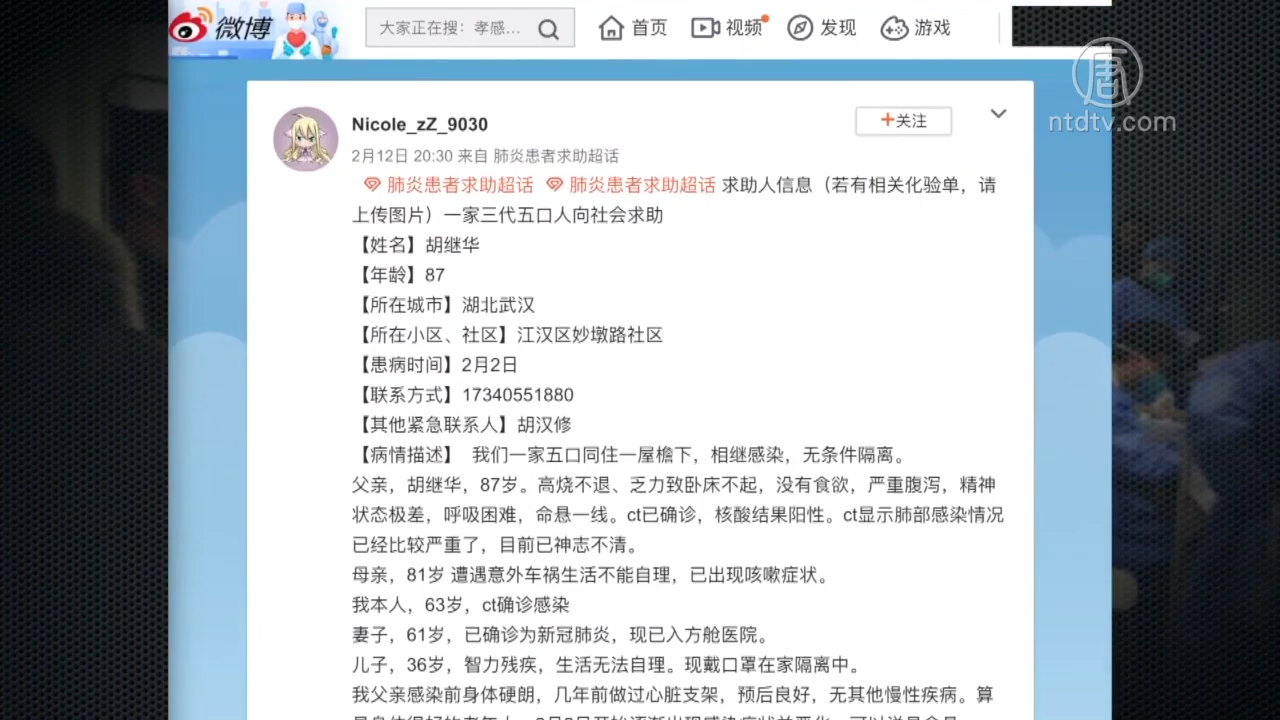 微博
大家正在搜：孝感...
首页
视频
发现
游戏
唐
ntdtv.com
Nicole_zZ_9030
+关注
2月12日 20:30 来自 肺炎患者求助超话
肺炎患者求助超话 肺炎患者求助超话 求助人信息（若有相关化验单，请
上传图片）一家三代五口人向社会求助
【姓名】胡继华
【年龄】87
【所在城市】湖北武汉
【所在小区、社区】江汉区妙墩路社区
【患病时间】2月2日
【联系方式】17340551880
【其他紧急联系人】胡汉修
【病情描述】 我们一家五口同住一屋檐下，相继感染，无条件隔离。
父亲，胡继华，87岁。高烧不退、乏力致卧床不起，没有食欲，严重腹泻，精神
状态极差，呼吸困难，命悬一线。ct已确诊，核酸结果阳性。ct显示肺部感染情况
已经比较严重了，目前已神志不清。
母亲，81岁 遭遇意外车祸生活不能自理，已出现咳嗽症状。
我本人，63岁，ct确诊感染
妻子，61岁，已确诊为新冠肺炎，现已入方舱医院。
儿子，36岁，智力残疾，生活无法自理。现戴口罩在家隔离中。
我父亲感染前身体硬朗，几年前做过心脏支架，预后良好，无其他慢性疾病。算